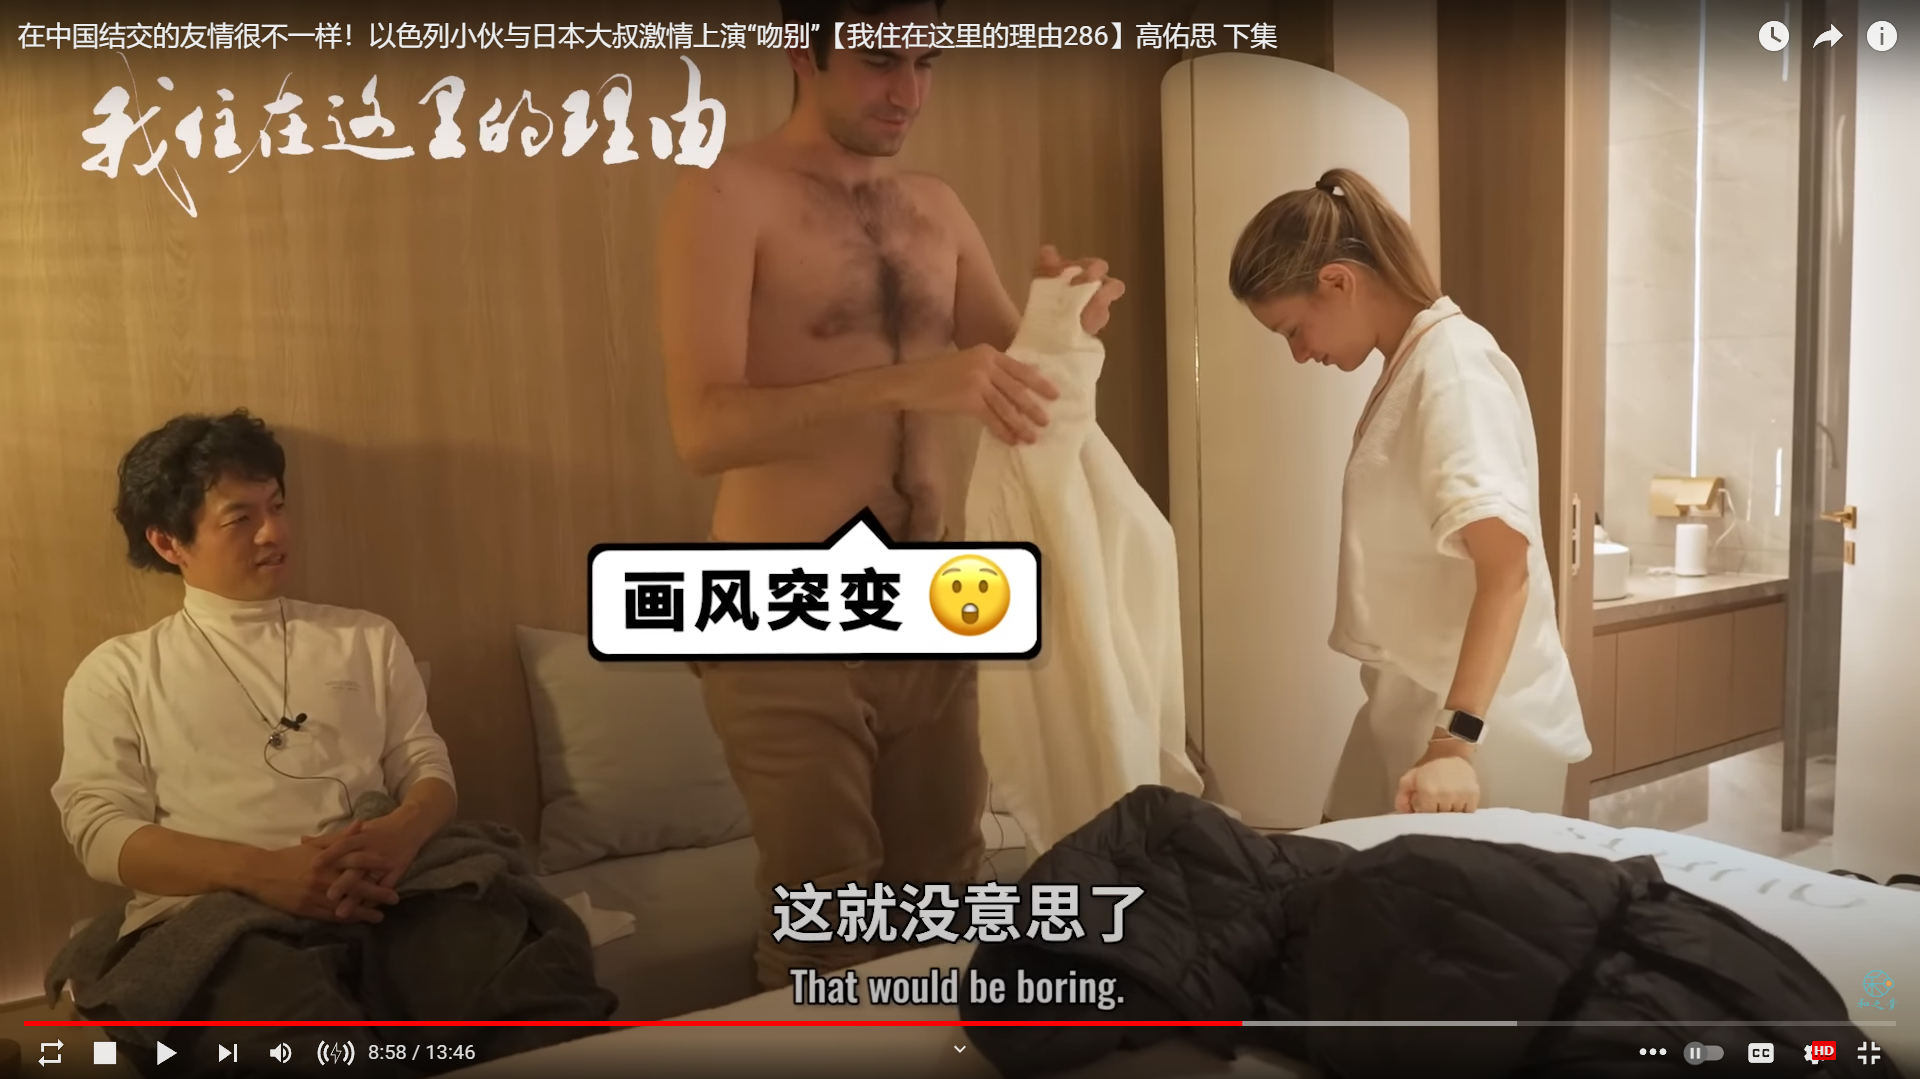 在中国结交的友情很不一样！以色列小伙与日本大叔激情上演“吻别”【我住在这里的理由286】高佑思 下集
我住在这里的理由
画风突变 😲
这就没意思了
That would be boring.
8:58 / 13:46
CC
HD